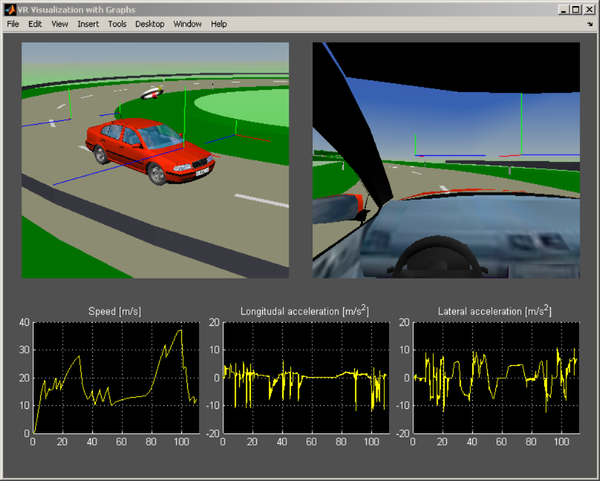 VR Visualization with Graphs
File Edit View Insert Tools Desktop Window Help
Speed [m/s] Longitudal acceleration [m/s²] Lateral acceleration [m/s²]
40 20 20
30 10 10
20 0 0
10 -10 -10
0 -20 -20
0 20 40 60 80 100 0 20 40 60 80 100 0 20 40 60 80 100